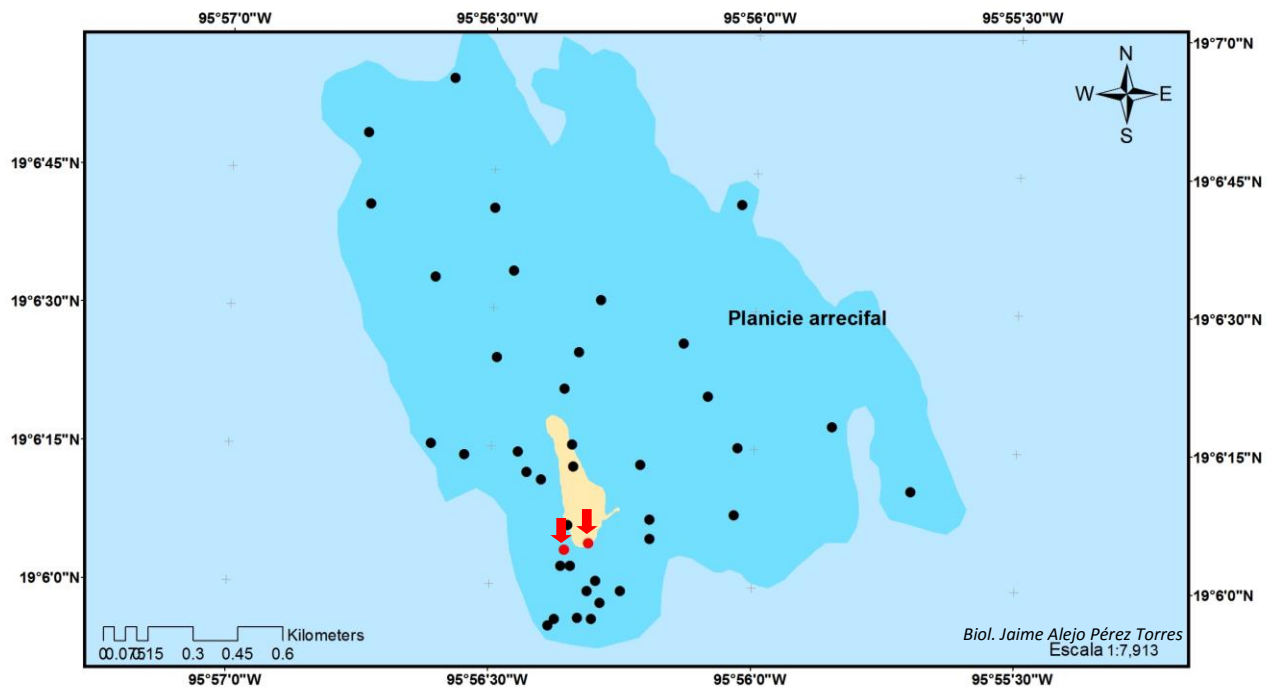 95°57'0"W 95°56'30"W 95°56'0"W 95°55'30"W
19°7'0"N
N
W E
S
19°6'45"N
19°6'45"N
19°6'30"N
Planicie arrecifal
19°6'30"N
19°6'15"N
19°6'15"N
19°6'0"N
19°6'0"N
Kilometers
0 0.075 0.15 0.3 0.45 0.6
Biol. Jaime Alejo Pérez Torres
Escala 1:7,913
95°57'0"W 95°56'30"W 95°56'0"W 95°55'30"W